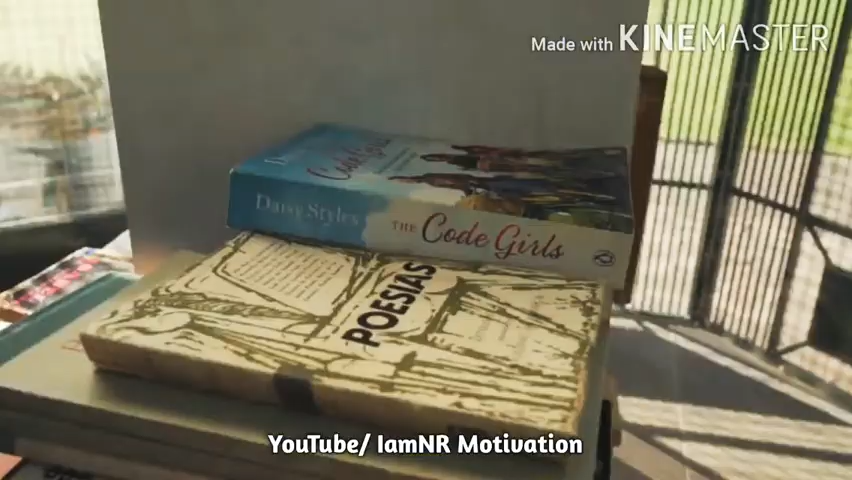 Made with KINEMASTER
Code Girls
Daisy Styles THE Code Girls
POESIAS
YouTube/ IamNR Motivation